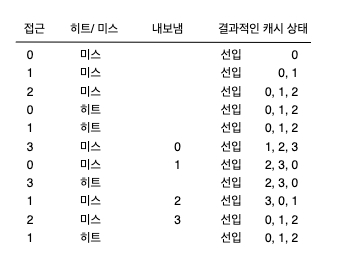 접근 히트/ 미스 내보냄 결과적인 캐시 상태
0 미스 선입 0
1 미스 선입 0, 1
2 미스 선입 0, 1, 2
0 히트 선입 0, 1, 2
1 히트 선입 0, 1, 2
3 미스 0 선입 1, 2, 3
0 미스 1 선입 2, 3, 0
3 히트 선입 2, 3, 0
1 미스 2 선입 3, 0, 1
2 미스 3 선입 0, 1, 2
1 히트 선입 0, 1, 2